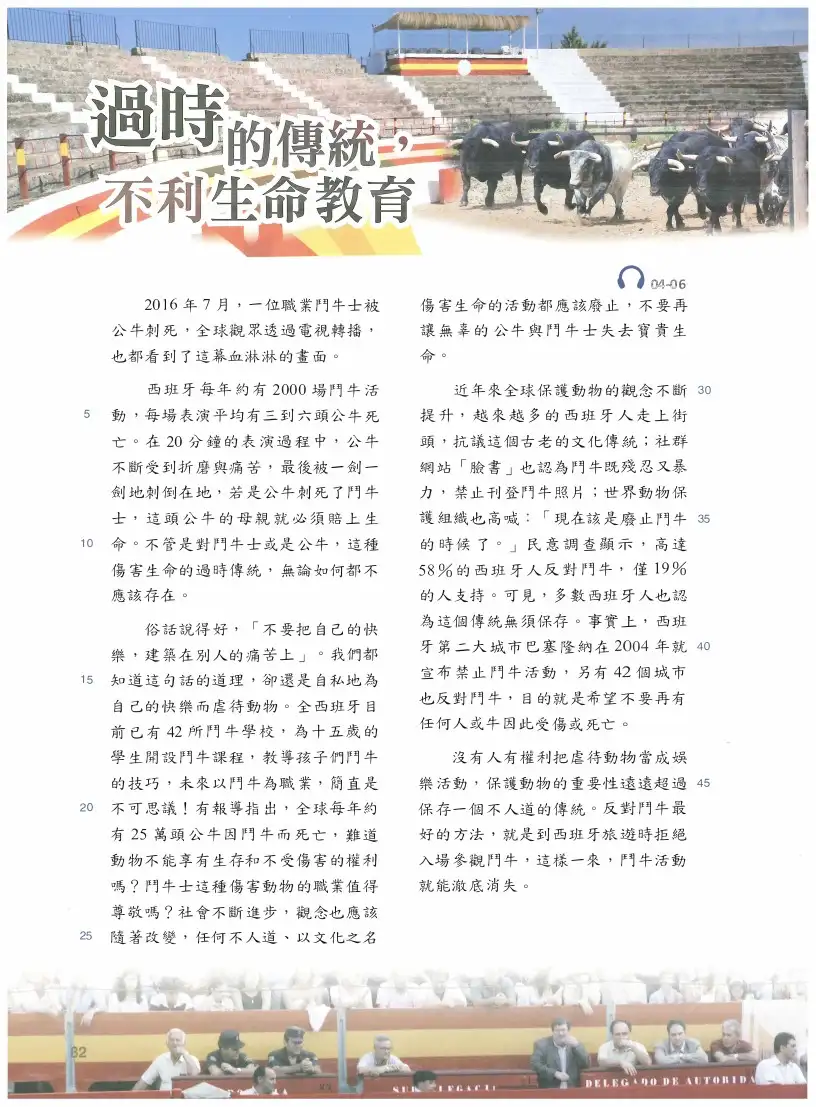 過時的傳統，
不利生命教育
04-06
2016 年 7 月，一位職業鬥牛士被
公牛刺死，全球觀眾透過電視轉播，
也都看到了這幕血淋淋的畫面。
西班牙每年約有 2000 場鬥牛活
5 動，每場表演平均有三到六頭公牛死
亡。在 20 分鐘的表演過程中，公牛
不斷受到折磨與痛苦，最後被一劍一
劍地刺倒在地，若是公牛刺死了鬥牛
士，這頭公牛的母親就必須賠上生
10 命。不管是對鬥牛士或是公牛，這種
傷害生命的過時傳統，無論如何都不
應該存在。
俗話說得好，「不要把自己的快
樂，建築在別人的痛苦上」。我們都
15 知道這句話的道理，卻還是自私地為
自己的快樂而虐待動物。全西班牙目
前已有 42 所鬥牛學校，為十五歲的
學生開設鬥牛課程，教導孩子們鬥牛
的技巧，未來以鬥牛為職業，簡直是
20 不可思議！有報導指出，全球每年約
有 25 萬頭公牛因鬥牛而死亡，難道
動物不能享有生存和不受傷害的權利
嗎？鬥牛士這種傷害動物的職業值得
尊敬嗎？社會不斷進步，觀念也應該
25 隨著改變，任何不人道、以文化之名
傷害生命的活動都應該廢止，不要再
讓無辜的公牛與鬥牛士失去寶貴生
命。
近年來全球保護動物的觀念不斷 30
提升，越來越多的西班牙人走上街
頭，抗議這個古老的文化傳統；社群
網站「臉書」也認為鬥牛既殘忍又暴
力，禁止刊登鬥牛照片；世界動物保
護組織也高喊：「現在該是廢止鬥牛 35
的時候了。」民意調查顯示，高達
58％的西班牙人反對鬥牛，僅 19％
的人支持。可見，多數西班牙人也認
為這個傳統無須保存。事實上，西班
牙第二大城市巴塞隆納在 2004 年就 40
宣布禁止鬥牛活動，另有 42 個城市
也反對鬥牛，目的就是希望不要再有
任何人或牛因此受傷或死亡。
沒有人有權利把虐待動物當成娛
樂活動，保護動物的重要性遠遠超過 45
保存一個不人道的傳統。反對鬥牛最
好的方法，就是到西班牙旅遊時拒絕
入場參觀鬥牛，這樣一來，鬥牛活動
就能澈底消失。
82
DELEGADO DE AUTORIDA